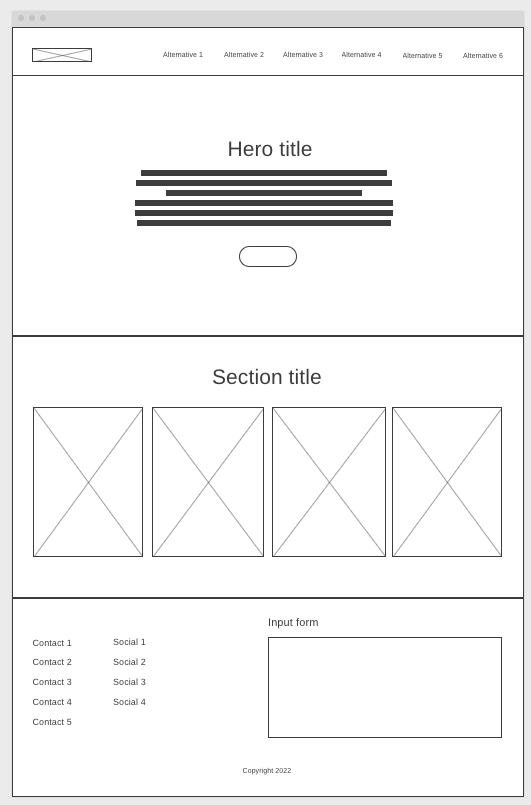 Alternative 1 Alternative 2 Alternative 3 Alternative 4 Alternative 5 Alternative 6
Hero title
Section title
Input form
Contact 1 Social 1
Contact 2 Social 2
Contact 3 Social 3
Contact 4 Social 4
Contact 5
Copyright 2022